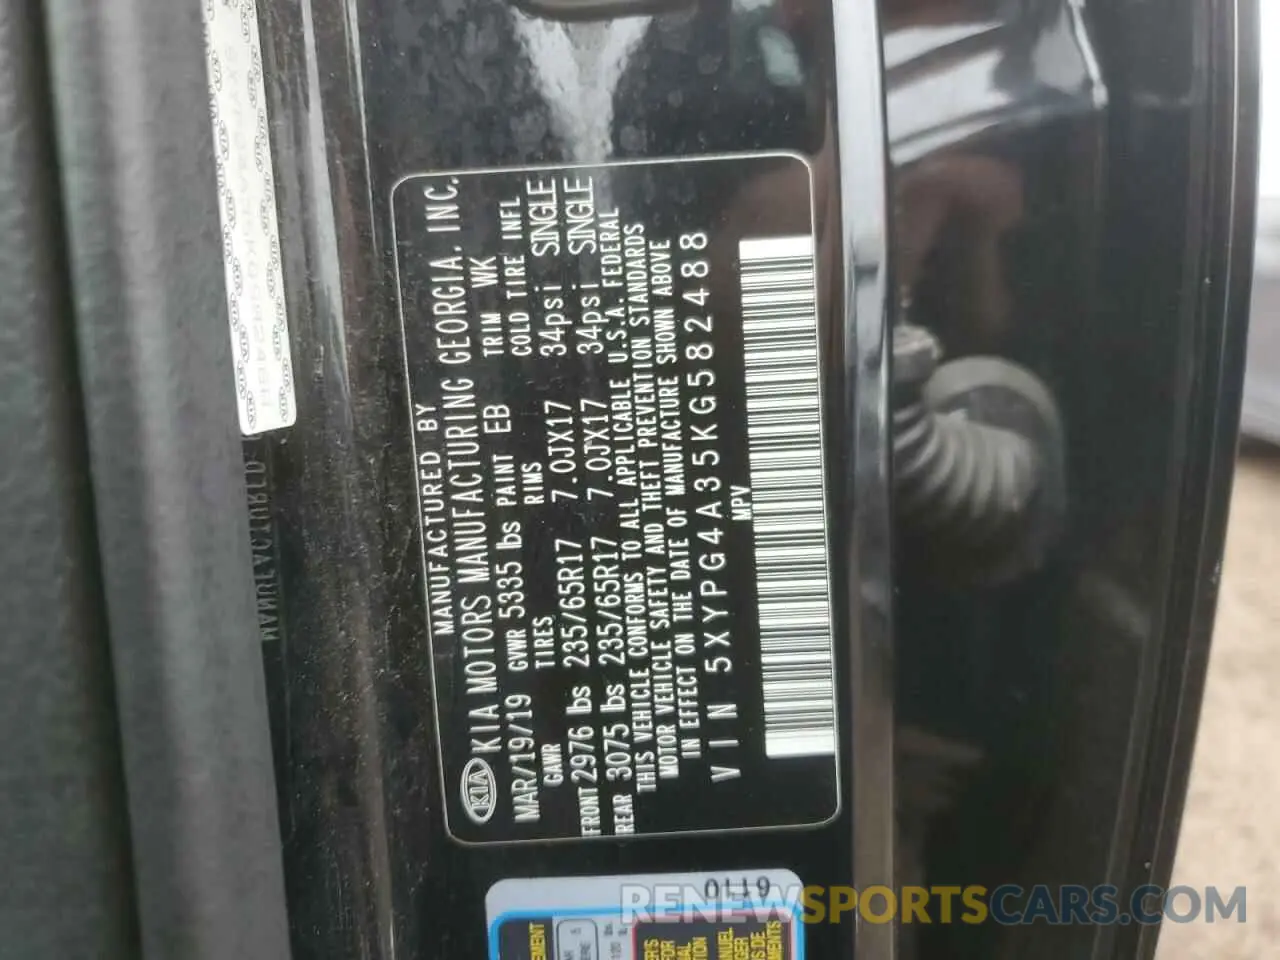 MANUFACTURED BY
KIA KIA MOTORS MANUFACTURING GEORGIA, INC.
MAR/19/19 GVWR 5335 lbs PAINT EB TRIM WK
GAWR TIRES RIMS COLD TIRE INFL
FRONT 2976 lbs 235/65R17 7.0JX17 34psi SINGLE
REAR 3075 lbs 235/65R17 7.0JX17 34psi SINGLE
THIS VEHICLE CONFORMS TO ALL APPLICABLE U.S.A. FEDERAL
MOTOR VEHICLE SAFETY AND THEFT PREVENTION STANDARDS
IN EFFECT ON THE DATE OF MANUFACTURE SHOWN ABOVE
VIN 5XYPG4A35KG582488
MPV
6110
RENEWSPORTSCARS.COM